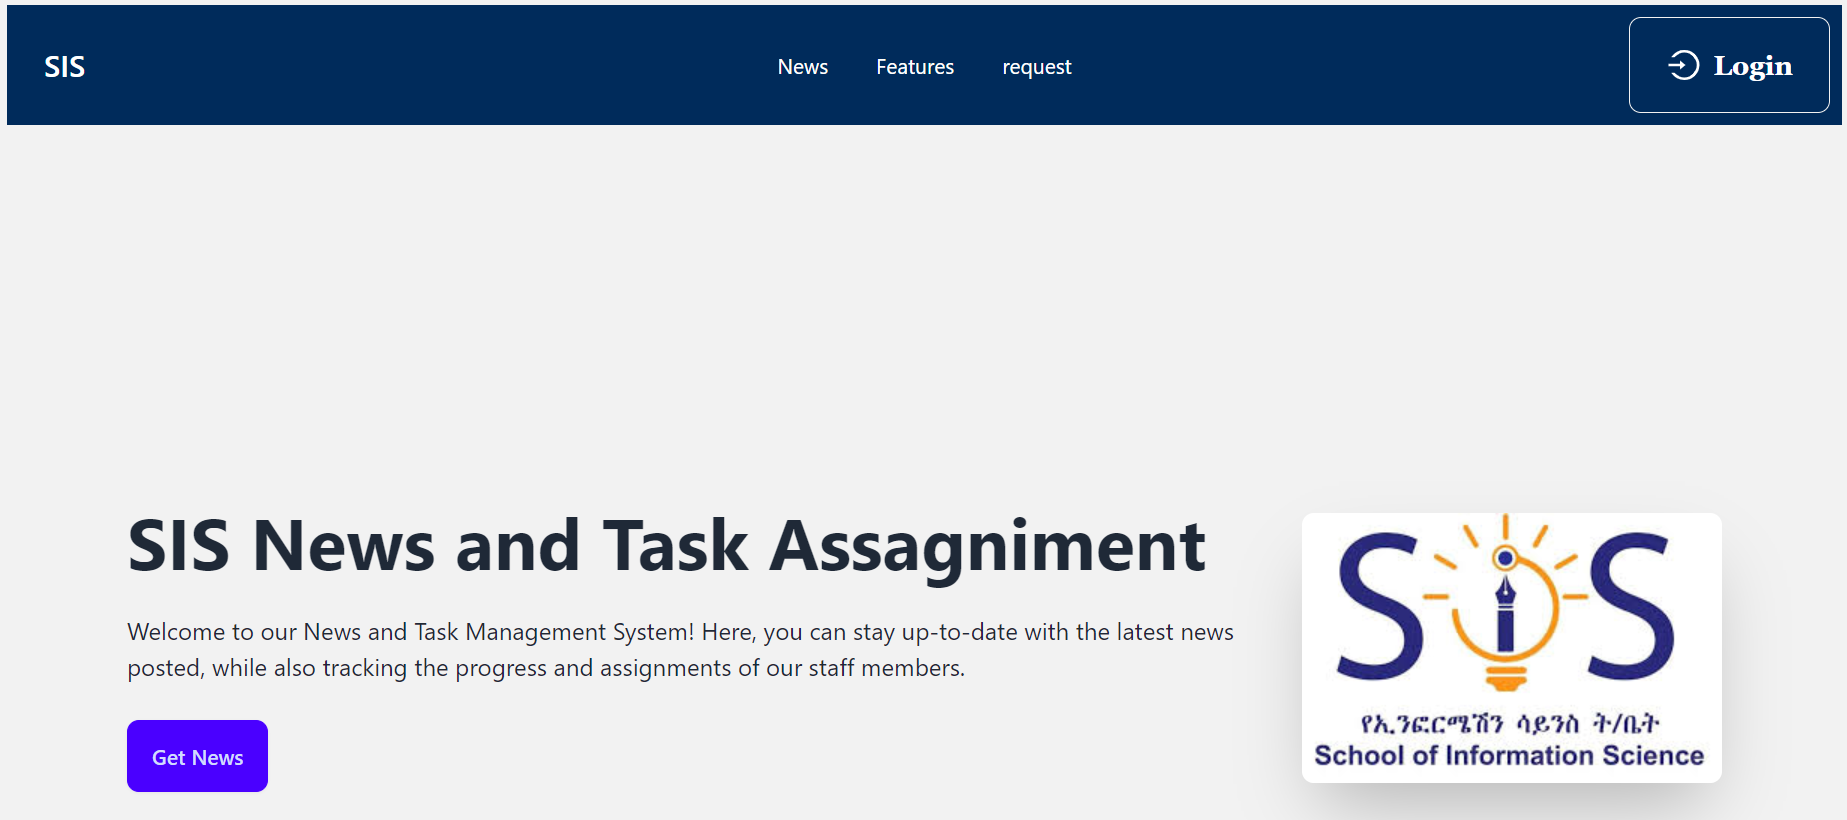 SIS
News Features request
Login
SIS News and Task Assagniment
Welcome to our News and Task Management System! Here, you can stay up-to-date with the latest news
posted, while also tracking the progress and assignments of our staff members.
Get News
SiS
የኢንፎርሜሽን ሳይንስ ት/ቤት
School of Information Science